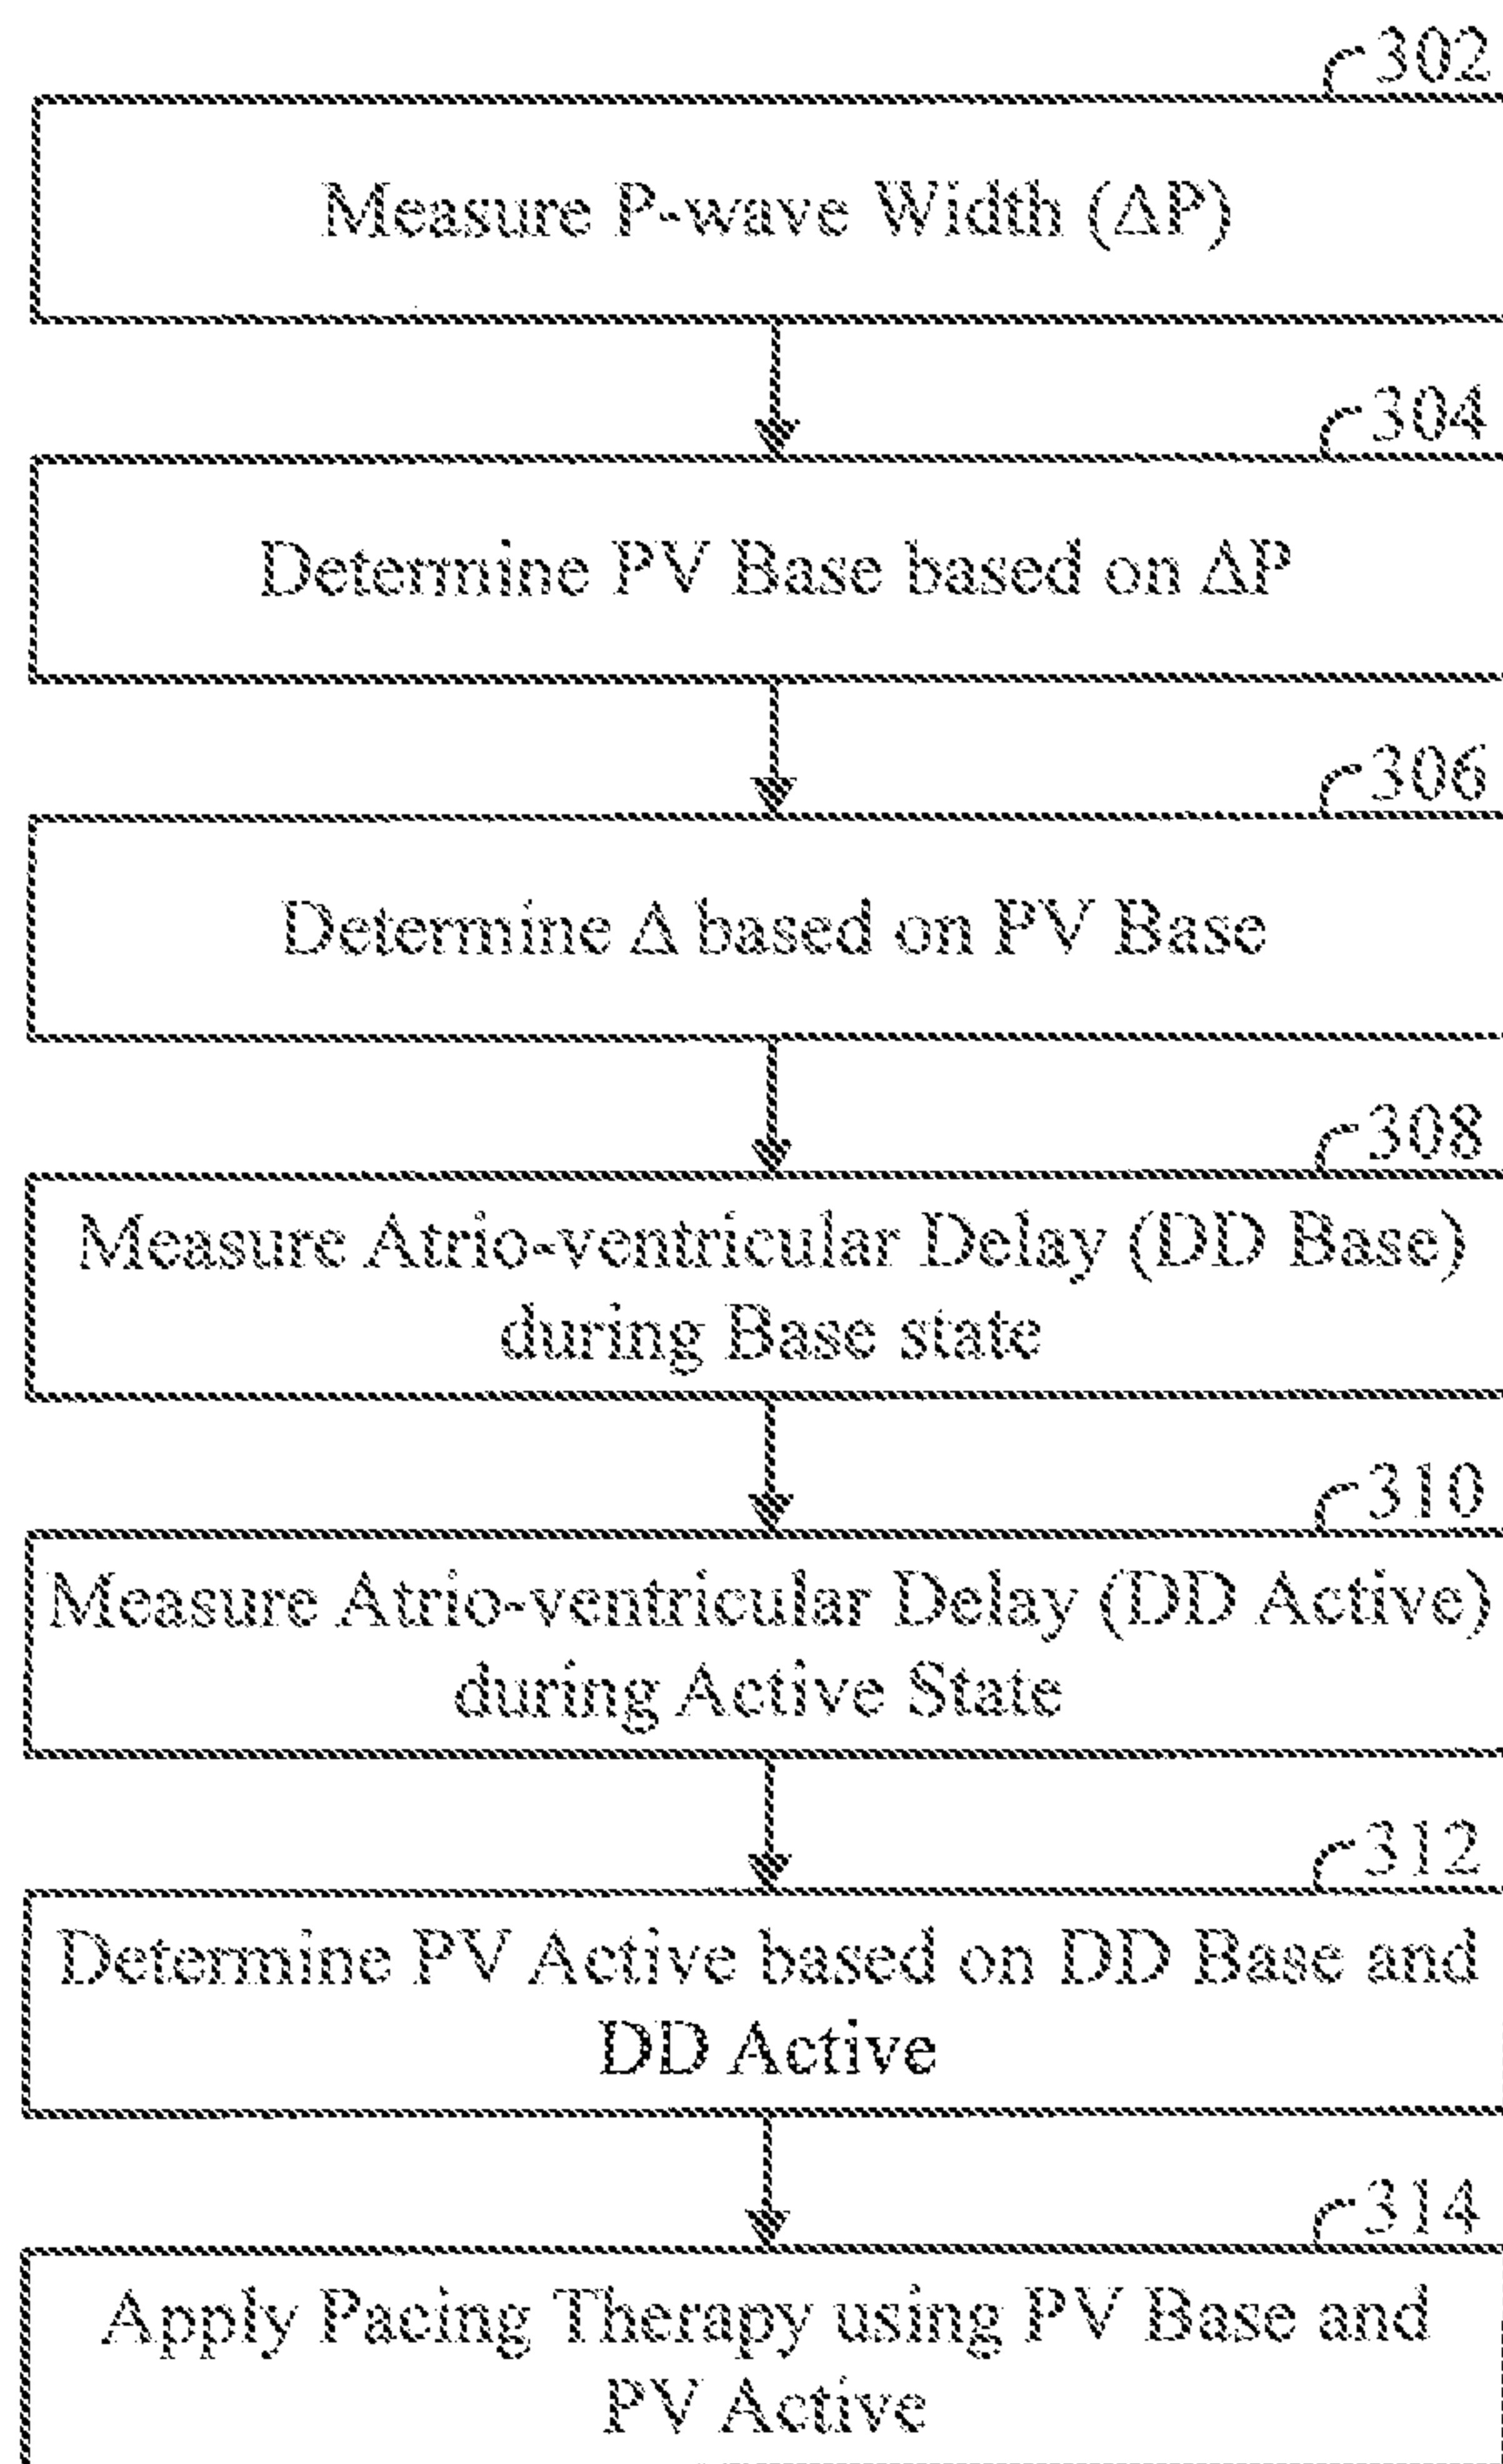 302
Measure P-wave Width (ΔP)
304
Determine PV Base based on ΔP
306
Determine Δ based on PV Base
308
Measure Atrio-ventricular Delay (DD Base)
during Base state
310
Measure Atrio-ventricular Delay (DD Active)
during Active State
312
Determine PV Active based on DD Base and
DD Active
314
Apply Pacing Therapy using PV Base and
PV Active